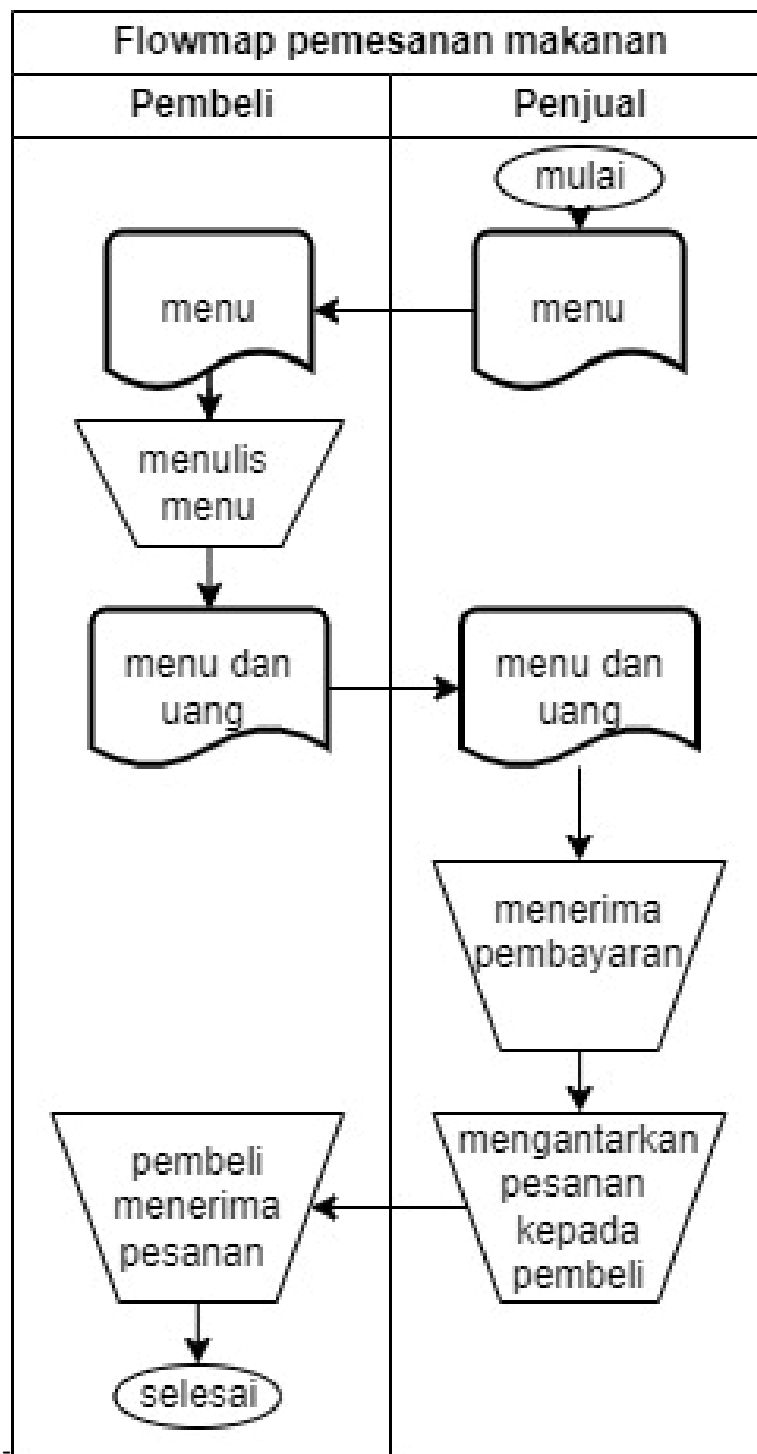 Flowmap pemesanan makanan
Pembeli
Penjual
mulai
menu
menu
menulis
menu
menu dan
uang
menu dan
uang
menerima
pembayaran
mengantarkan
pesanan
kepada
pembeli
pembeli
menerima
pesanan
selesai